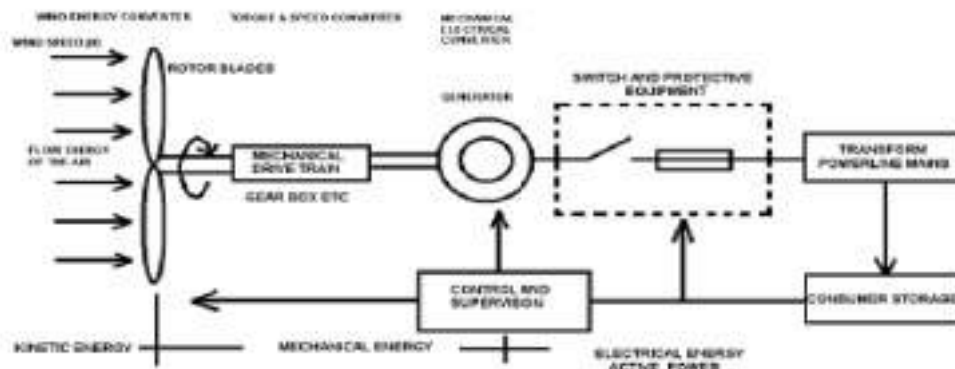 WIND ENERGY CONVERTER
TORQUE & SPEED CONVERTER
MECHANICAL
ELECTRICAL
CONVERTER
WIND SPEED
ROTOR BLADES
SWITCH AND PROTECTIVE
EQUIPMENT
GENERATOR
FLOW ENERGY
OF THE AIR
MECHANICAL
DRIVE TRAIN
TRANSFORM
POWERLINE MAINS
GEAR BOX ETC
CONTROL AND
CONSUMER STORAGE
KINETIC ENERGY
MECHANICAL ENERGY
ELECTRICAL ENERGY
ACTIVE POWER